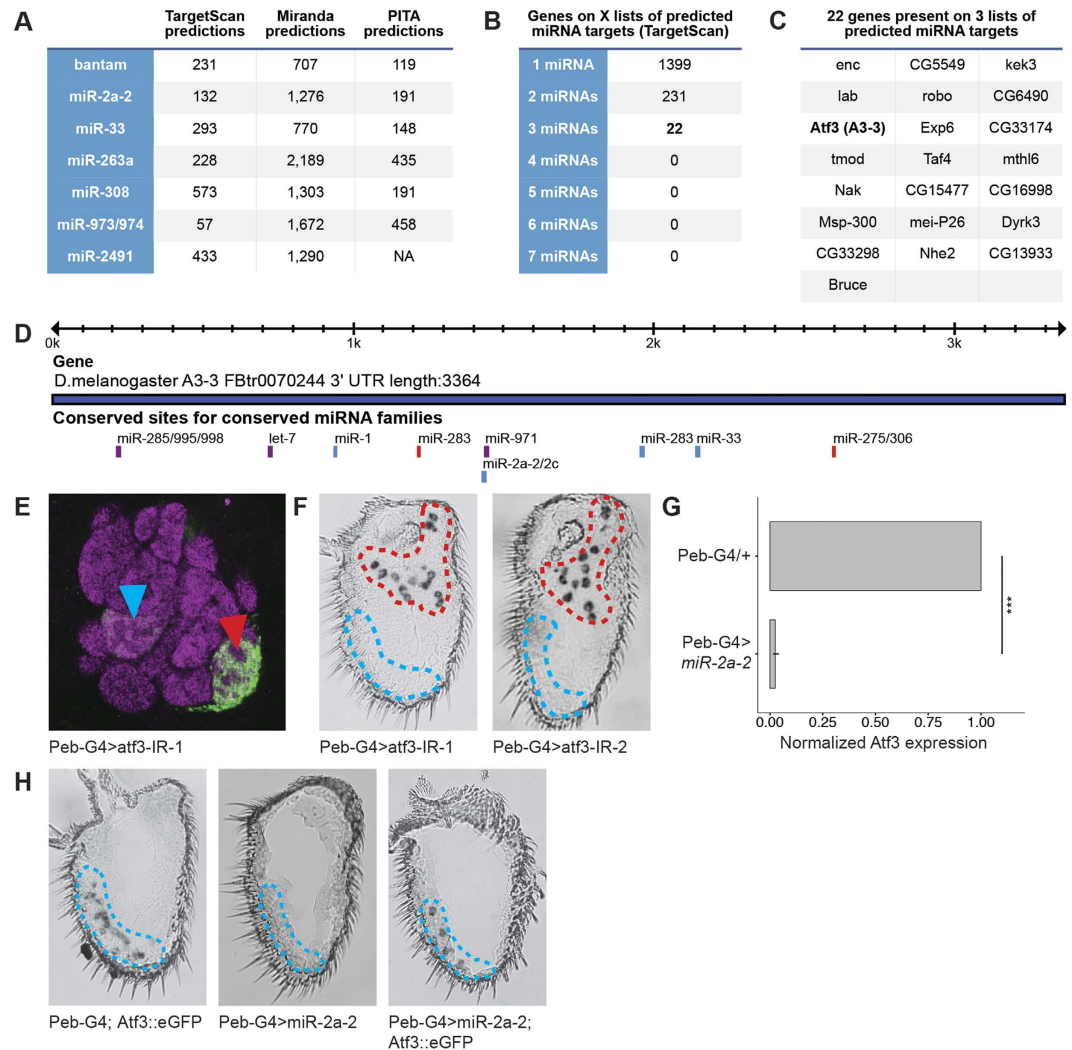 A
TargetScan predictions Miranda predictions PITA predictions
bantam 231 707 119
miR-2a-2 132 1,276 191
miR-33 293 770 148
miR-263a 228 2,189 435
miR-308 573 1,303 191
miR-973/974 57 1,672 458
miR-2491 433 1,290 NA
B
Genes on X lists of predicted
miRNA targets (TargetScan)
1 miRNA 1399
2 miRNAs 231
3 miRNAs 22
4 miRNAs 0
5 miRNAs 0
6 miRNAs 0
7 miRNAs 0
C
22 genes present on 3 lists of
predicted miRNA targets
enc CG5549 kek3
lab robo CG6490
Atf3 (A3-3) Exp6 CG33174
tmod Taf4 mthl6
Nak CG15477 CG16998
Msp-300 mei-P26 Dyrk3
CG33298 Nhe2 CG13933
Bruce
D
0k 1k 2k 3k
Gene
D.melanogaster A3-3 FBtr0070244 3' UTR length:3364
Conserved sites for conserved miRNA families
miR-285/995/998 let-7 miR-1 miR-283 miR-971 miR-283 miR-33 miR-275/306
miR-2a-2/2c
E
Peb-G4>atf3-IR-1
F
Peb-G4>atf3-IR-1 Peb-G4>atf3-IR-2
G
Peb-G4/+
Peb-G4>
miR-2a-2
***
0.00 0.25 0.50 0.75 1.00
Normalized Atf3 expression
H
Peb-G4; Atf3::eGFP
Peb-G4>miR-2a-2
Peb-G4>miR-2a-2;
Atf3::eGFP